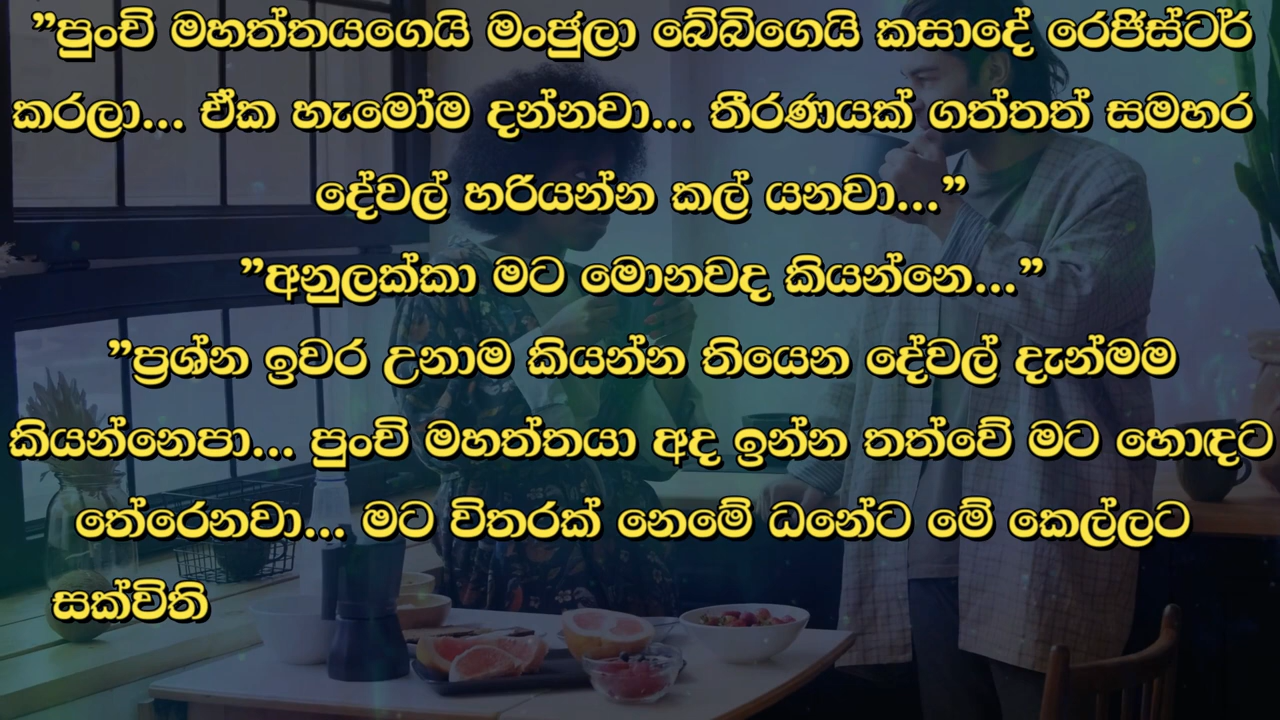 ”පුංචි මහත්තයගෙයි මංජුලා බේබිගෙයි කසාදේ රෙජිස්ටර්
කරලා... ඒක හැමෝම දන්නවා... තීරණයක් ගත්තත් සමහර
දේවල් හරියන්න කල් යනවා...”
”අනුලක්කා මට මොනවද කියන්නෙ...”
”ප්‍රශ්න ඉවර උනාම කියන්න තියෙන දේවල් දැන්මම
කියන්නෙපා... පුංචි මහත්තයා අද ඉන්න තත්වේ මට හොඳට
තේරෙනවා... මට විතරක් නෙමේ ධනේට මේ කෙල්ලට
සක්විති